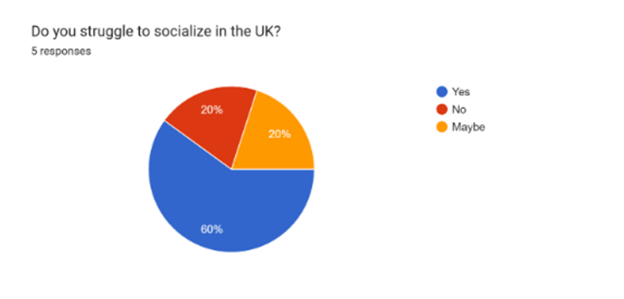 Do you struggle to socialize in the UK?
5 responses
20%
20%
60%
Yes
No
Maybe